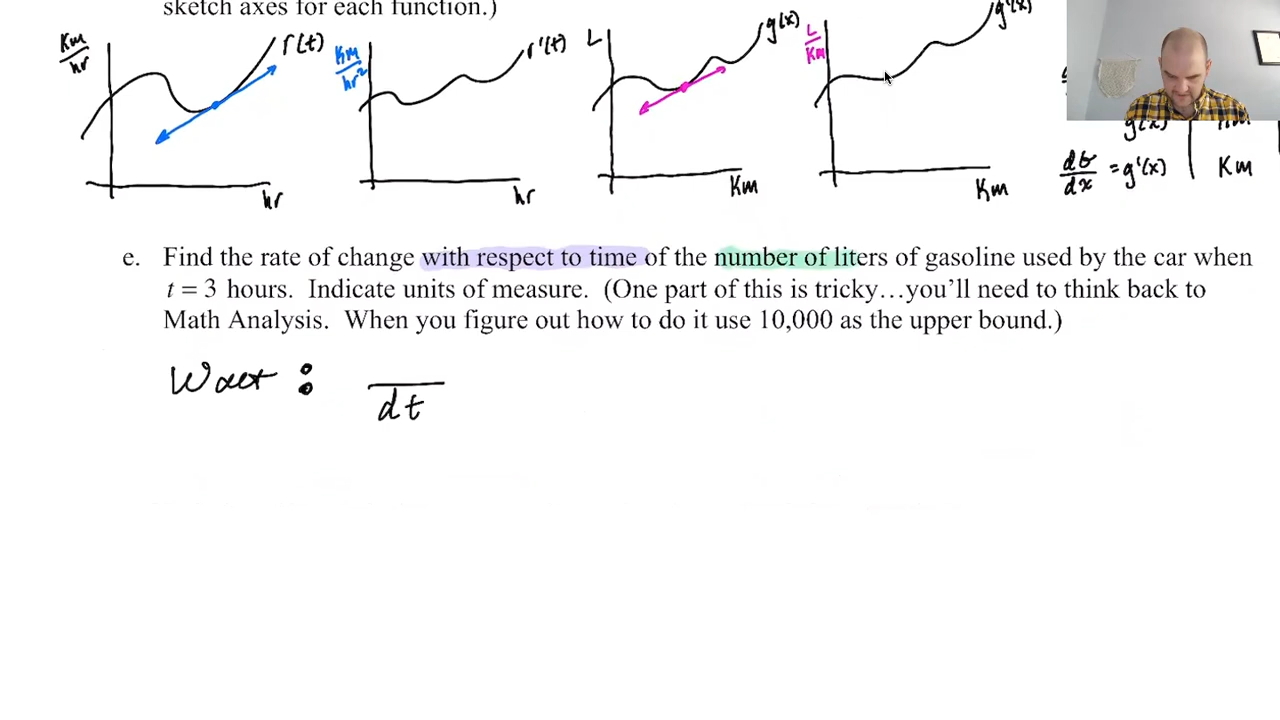 sketch axes for each function.)
Km/hr r(t) Km/hr² r'(t) L g(x) L/Km g'(x)
hr hr Km Km
g(x)
dG/dx = g'(x) Km
e. Find the rate of change with respect to time of the number of liters of gasoline used by the car when
t = 3 hours. Indicate units of measure. (One part of this is tricky…you'll need to think back to
Math Analysis. When you figure out how to do it use 10,000 as the upper bound.)
Want :
dt